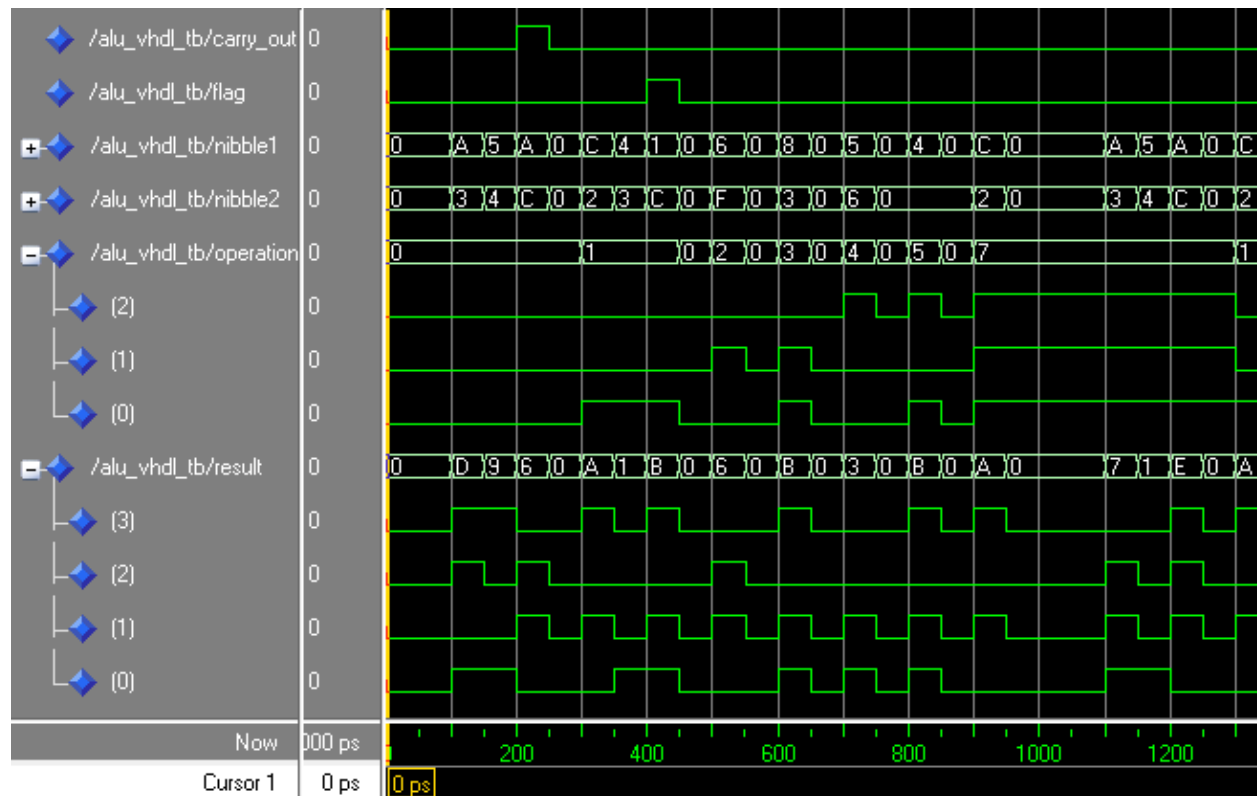 /alu_vhdl_tb/carry_out 0
/alu_vhdl_tb/flag 0
/alu_vhdl_tb/nibble1 0 0 A 5 A 0 C 4 1 0 6 0 8 0 5 0 4 0 C 0 A 5 A 0 C
/alu_vhdl_tb/nibble2 0 0 3 4 C 0 2 3 C 0 F 0 3 0 6 0 2 0 3 4 C 0 2
/alu_vhdl_tb/operation 0 0 1 0 2 0 3 0 4 0 5 0 7 1
(2) 0
(1) 0
(0) 0
/alu_vhdl_tb/result 0 0 D 9 6 0 A 1 B 0 6 0 B 0 3 0 B 0 A 0 7 1 E 0 A
(3) 0
(2) 0
(1) 0
(0) 0
Now 000 ps 200 400 600 800 1000 1200
Cursor 1 0 ps 0 ps